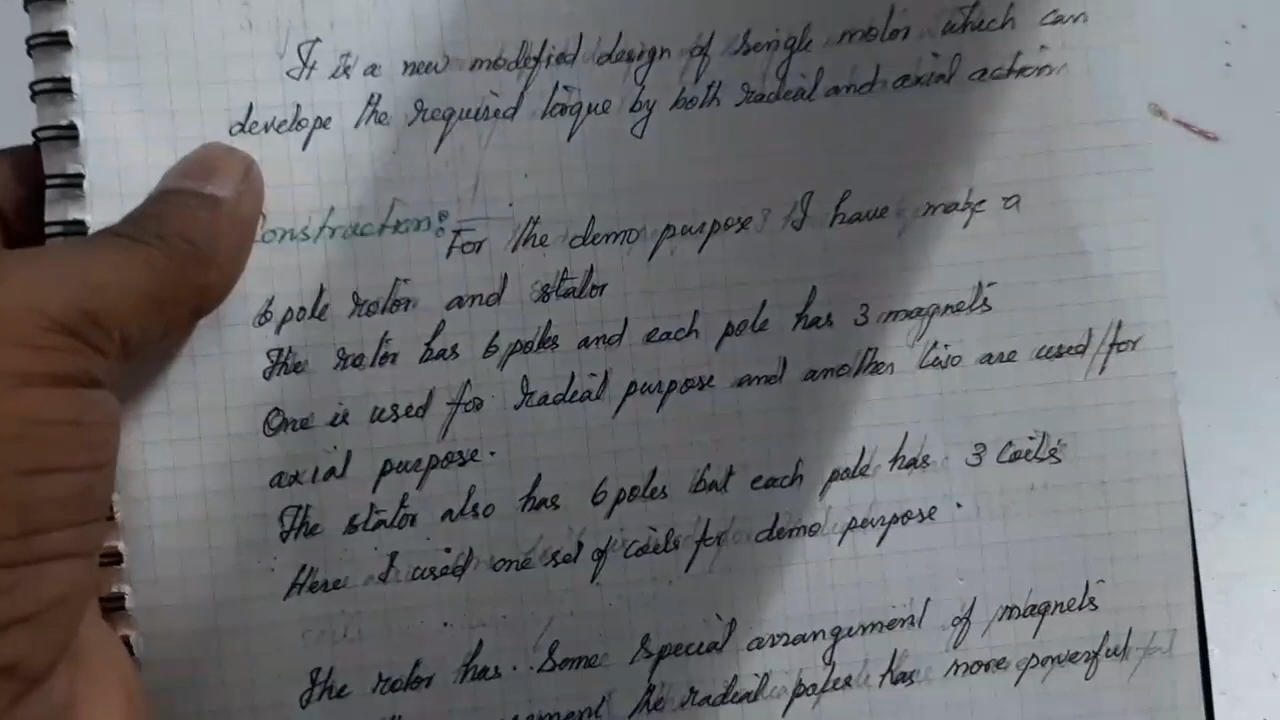 It is a new modified design of single motor which can
develope the required torque by both radial and axial action
Construction:- For the demo purpose I have make a
6 pole rotor and stator
The rotor has 6 poles and each pole has 3 magnets
One is used for radial purpose and another two are used for
axial purpose.
The stator also has 6 poles but each pole has 3 coils
Here I used one set of coils for demo purpose.
The rotor has some special arrangement of magnets
the radial poles has more powerful